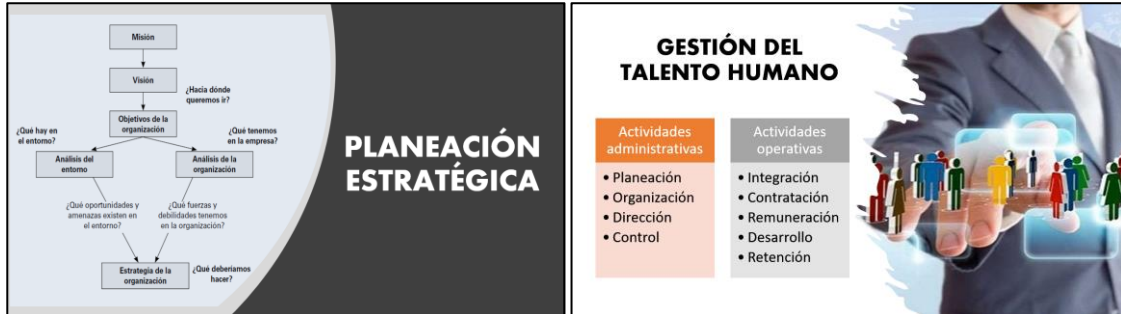 Misión
Visión
¿Hacia dónde
queremos ir?
Objetivos de la
organización
¿Qué hay en
el entorno?
¿Qué tenemos
en la empresa?
Análisis del
entorno
Análisis de la
organización
¿Qué oportunidades y
amenazas existen en
el entorno?
¿Qué fuerzas y
debilidades tenemos
en la organización?
Estrategia de la
organización
¿Qué deberíamos
hacer?
PLANEACIÓN
ESTRATÉGICA
GESTIÓN DEL
TALENTO HUMANO
Actividades
administrativas
• Planeación
• Organización
• Dirección
• Control
Actividades
operativas
• Integración
• Contratación
• Remuneración
• Desarrollo
• Retención